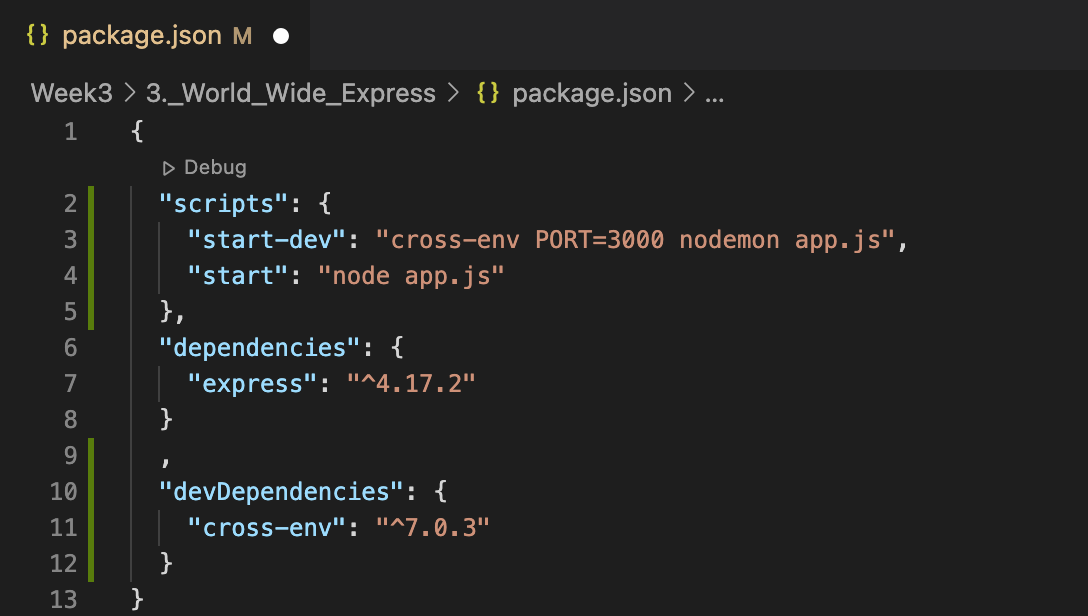 {} package.json M
Week3 > 3._World_Wide_Express > {} package.json > ...
1 {
Debug
2 "scripts": {
3 "start-dev": "cross-env PORT=3000 nodemon app.js",
4 "start": "node app.js"
5 },
6 "dependencies": {
7 "express": "^4.17.2"
8 }
9 ,
10 "devDependencies": {
11 "cross-env": "^7.0.3"
12 }
13 }